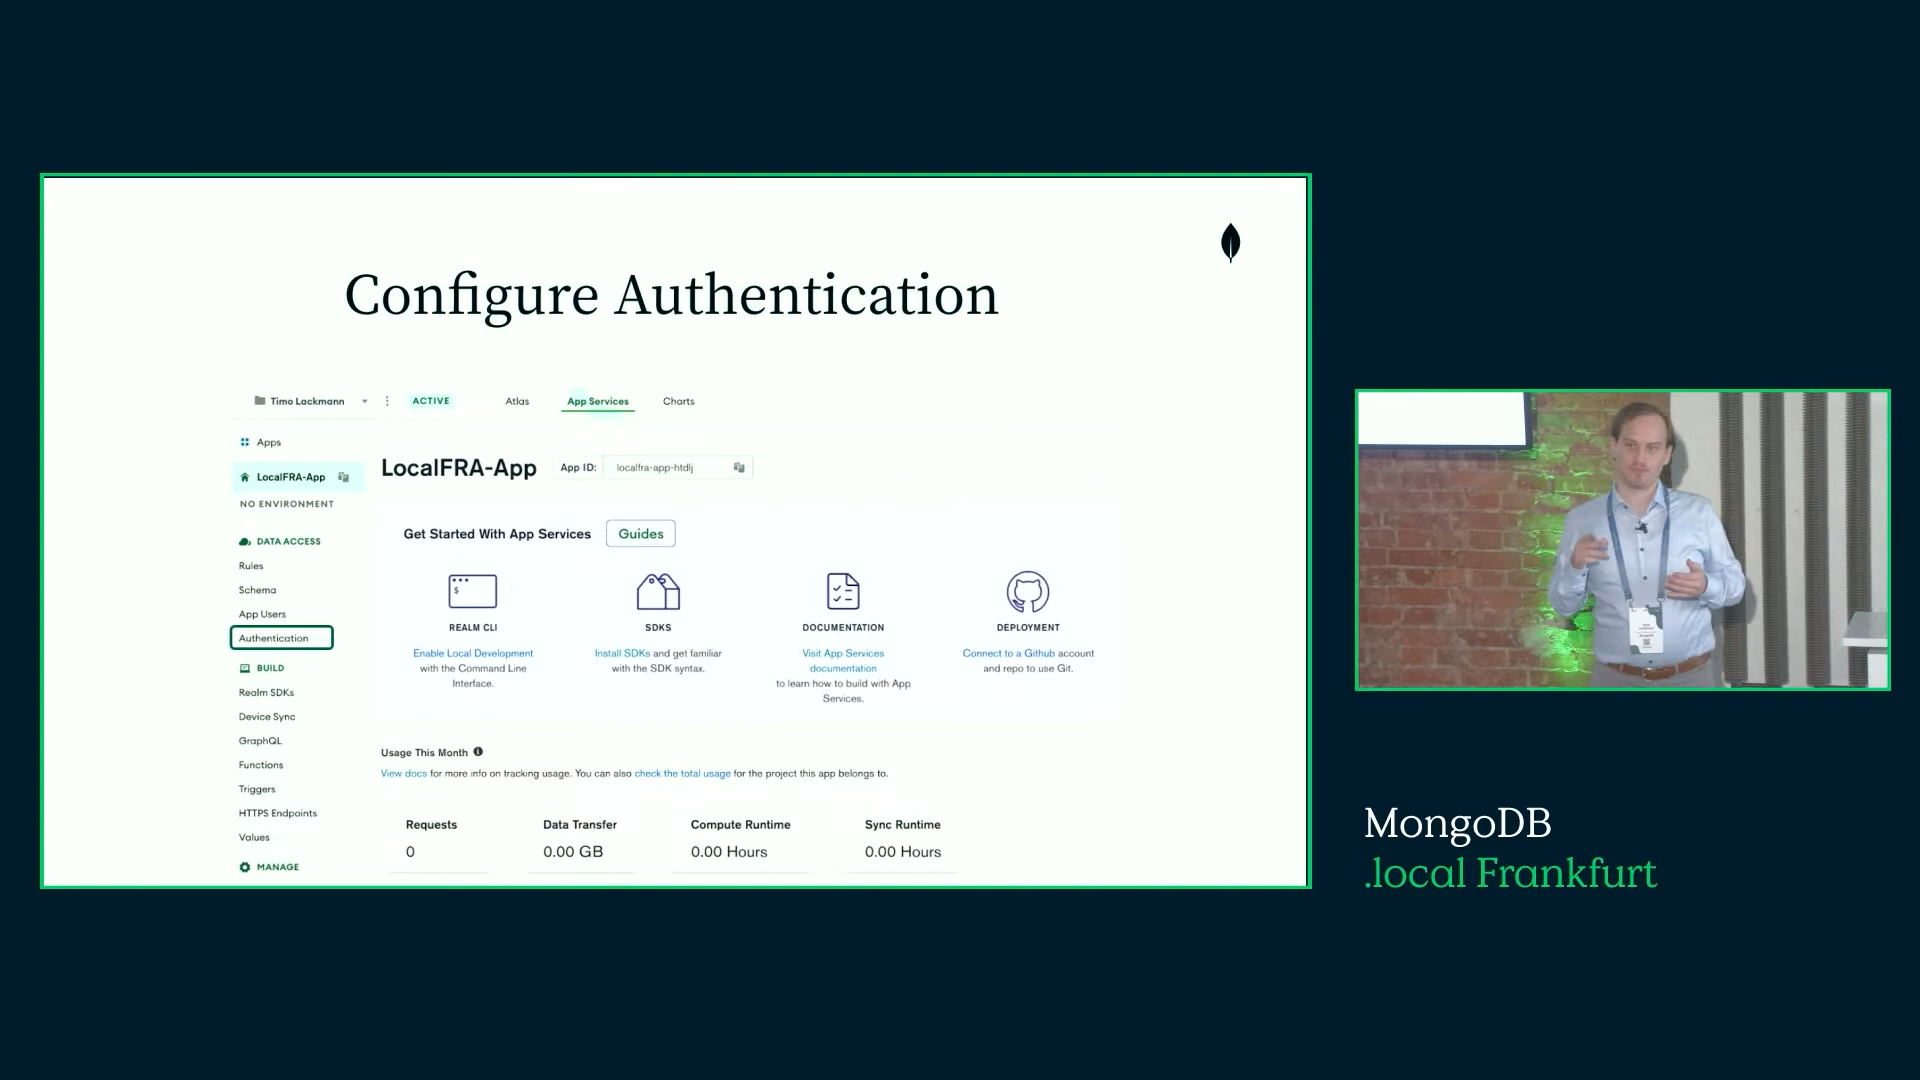 Configure Authentication
Timo Lackmann
ACTIVE
Atlas
App Services
Charts
Apps
LocalFRA-App
NO ENVIRONMENT
DATA ACCESS
Rules
Schema
App Users
Authentication
BUILD
Realm SDKs
Device Sync
GraphQL
Functions
Triggers
HTTPS Endpoints
Values
MANAGE
LocalFRA-App
App ID:
localfra-app-htdlj
Get Started With App Services
Guides
$
REALM CLI
Enable Local Development
with the Command Line
Interface.
SDKS
Install SDKs and get familiar
with the SDK syntax.
DOCUMENTATION
Visit App Services
documentation
to learn how to build with App
Services.
DEPLOYMENT
Connect to a Github account
and repo to use Git.
Usage This Month
View docs for more info on tracking usage. You can also check the total usage for the project this app belongs to.
Requests
0
Data Transfer
0.00 GB
Compute Runtime
0.00 Hours
Sync Runtime
0.00 Hours
MongoDB
.local Frankfurt